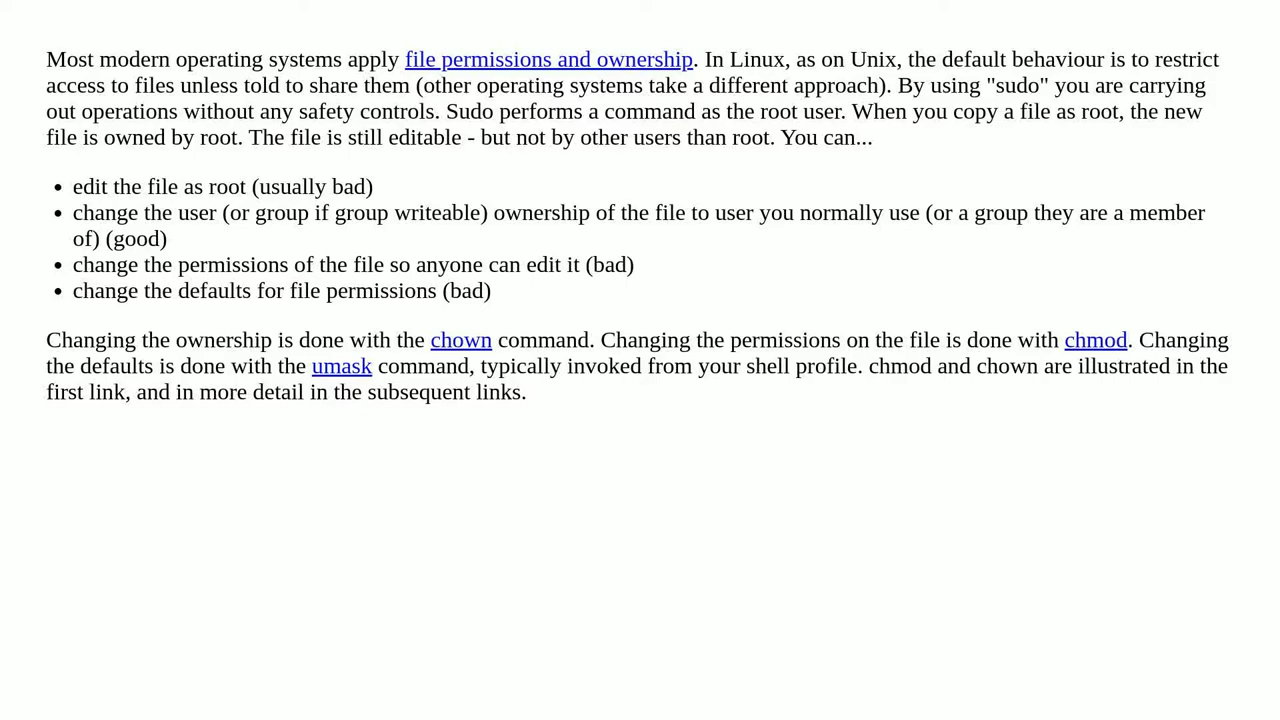 Most modern operating systems apply file permissions and ownership. In Linux, as on Unix, the default behaviour is to restrict
access to files unless told to share them (other operating systems take a different approach). By using "sudo" you are carrying
out operations without any safety controls. Sudo performs a command as the root user. When you copy a file as root, the new
file is owned by root. The file is still editable - but not by other users than root. You can...
• edit the file as root (usually bad)
• change the user (or group if group writeable) ownership of the file to user you normally use (or a group they are a member
of) (good)
• change the permissions of the file so anyone can edit it (bad)
• change the defaults for file permissions (bad)
Changing the ownership is done with the chown command. Changing the permissions on the file is done with chmod. Changing
the defaults is done with the umask command, typically invoked from your shell profile. chmod and chown are illustrated in the
first link, and in more detail in the subsequent links.